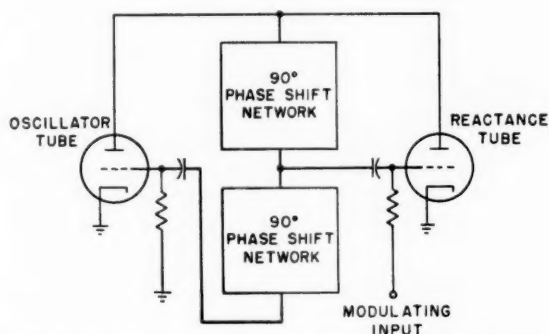 90°
PHASE SHIFT
NETWORK
OSCILLATOR
TUBE
REACTANCE
TUBE
90°
PHASE SHIFT
NETWORK
MODULATING
INPUT